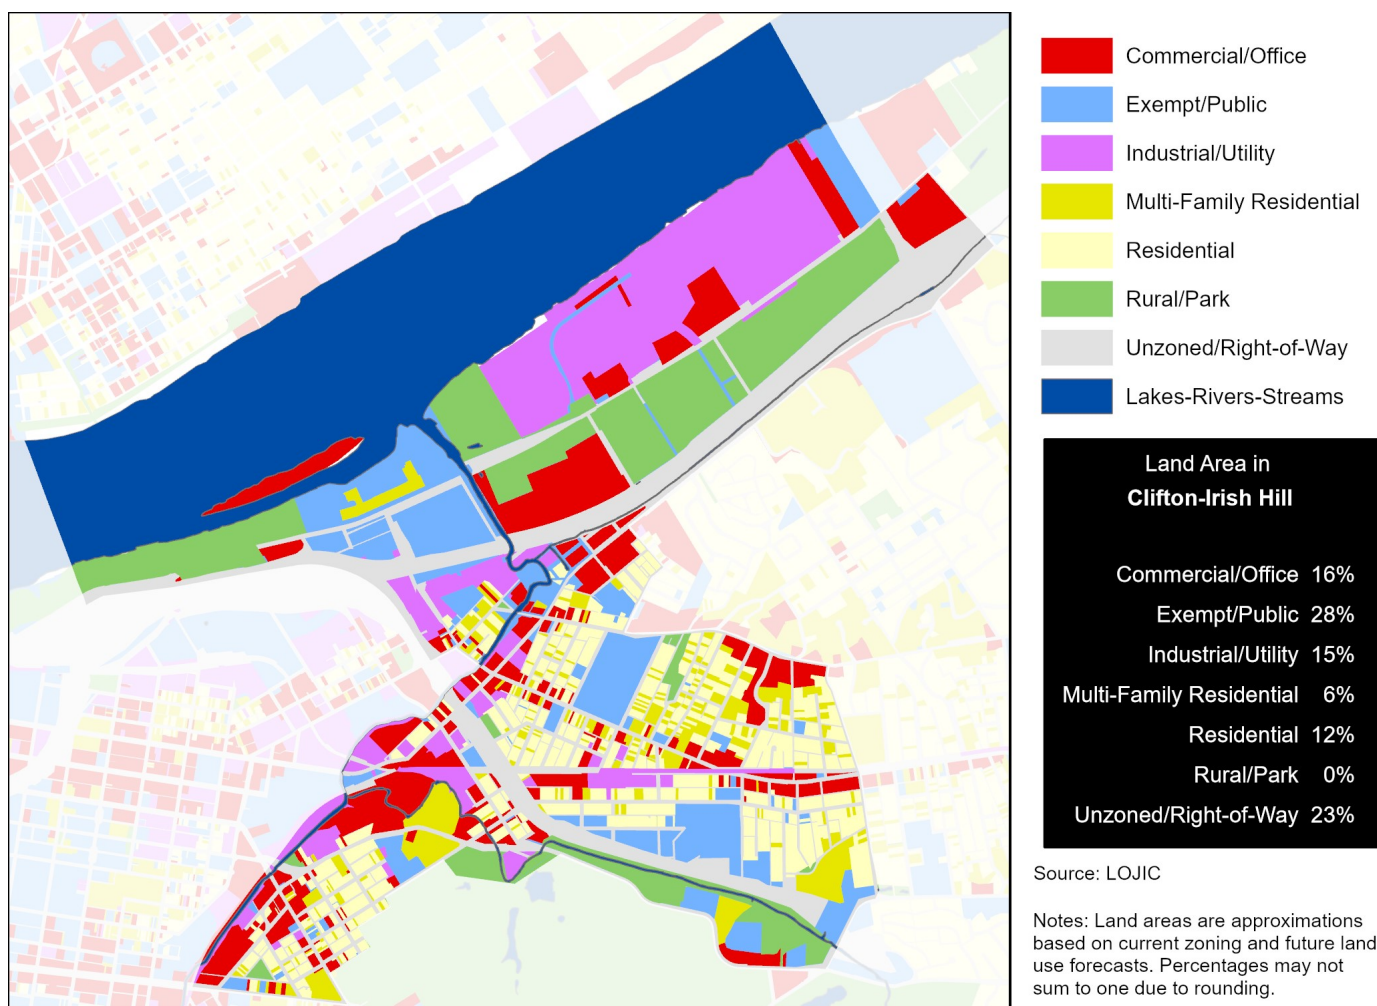 Commercial/Office
Exempt/Public
Industrial/Utility
Multi-Family Residential
Residential
Rural/Park
Unzoned/Right-of-Way
Lakes-Rivers-Streams
Land Area in
Clifton-Irish Hill
Commercial/Office 16%
Exempt/Public 28%
Industrial/Utility 15%
Multi-Family Residential 6%
Residential 12%
Rural/Park 0%
Unzoned/Right-of-Way 23%
Source: LOJIC
Notes: Land areas are approximations
based on current zoning and future land
use forecasts. Percentages may not
sum to one due to rounding.